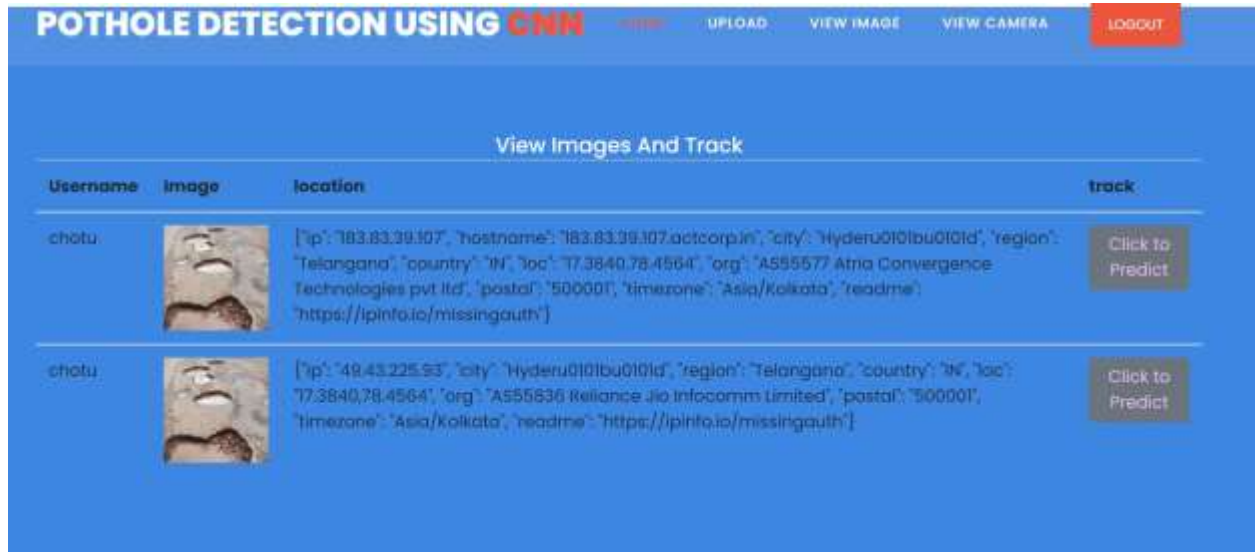 POTHOLE DETECTION USING CNN HOME UPLOAD VIEW IMAGE VIEW CAMERA LOGOUT
View Images And Track
Username Image location track
chotu ["ip": "183.83.39.107", "hostname": "183.83.39.107.actcorp.in", "city": "Hyderu0101bu0101d", "region": Click to
"Telangana", "country": "IN", "loc": "17.3840,78.4564", "org": "AS55577 Atria Convergence Predict
Technologies pvt ltd", "postal": "500001", "timezone": "Asia/Kolkata", "readme":
"https://ipinfo.io/missingauth"}
chotu ["ip": "49.43.225.93", "city": "Hyderu0101bu0101d", "region": "Telangana", "country": "IN", "loc": Click to
"17.3840,78.4564", "org": "AS55836 Reliance Jio Infocomm Limited", "postal": "500001", Predict
"timezone": "Asia/Kolkata", "readme": "https://ipinfo.io/missingauth"}